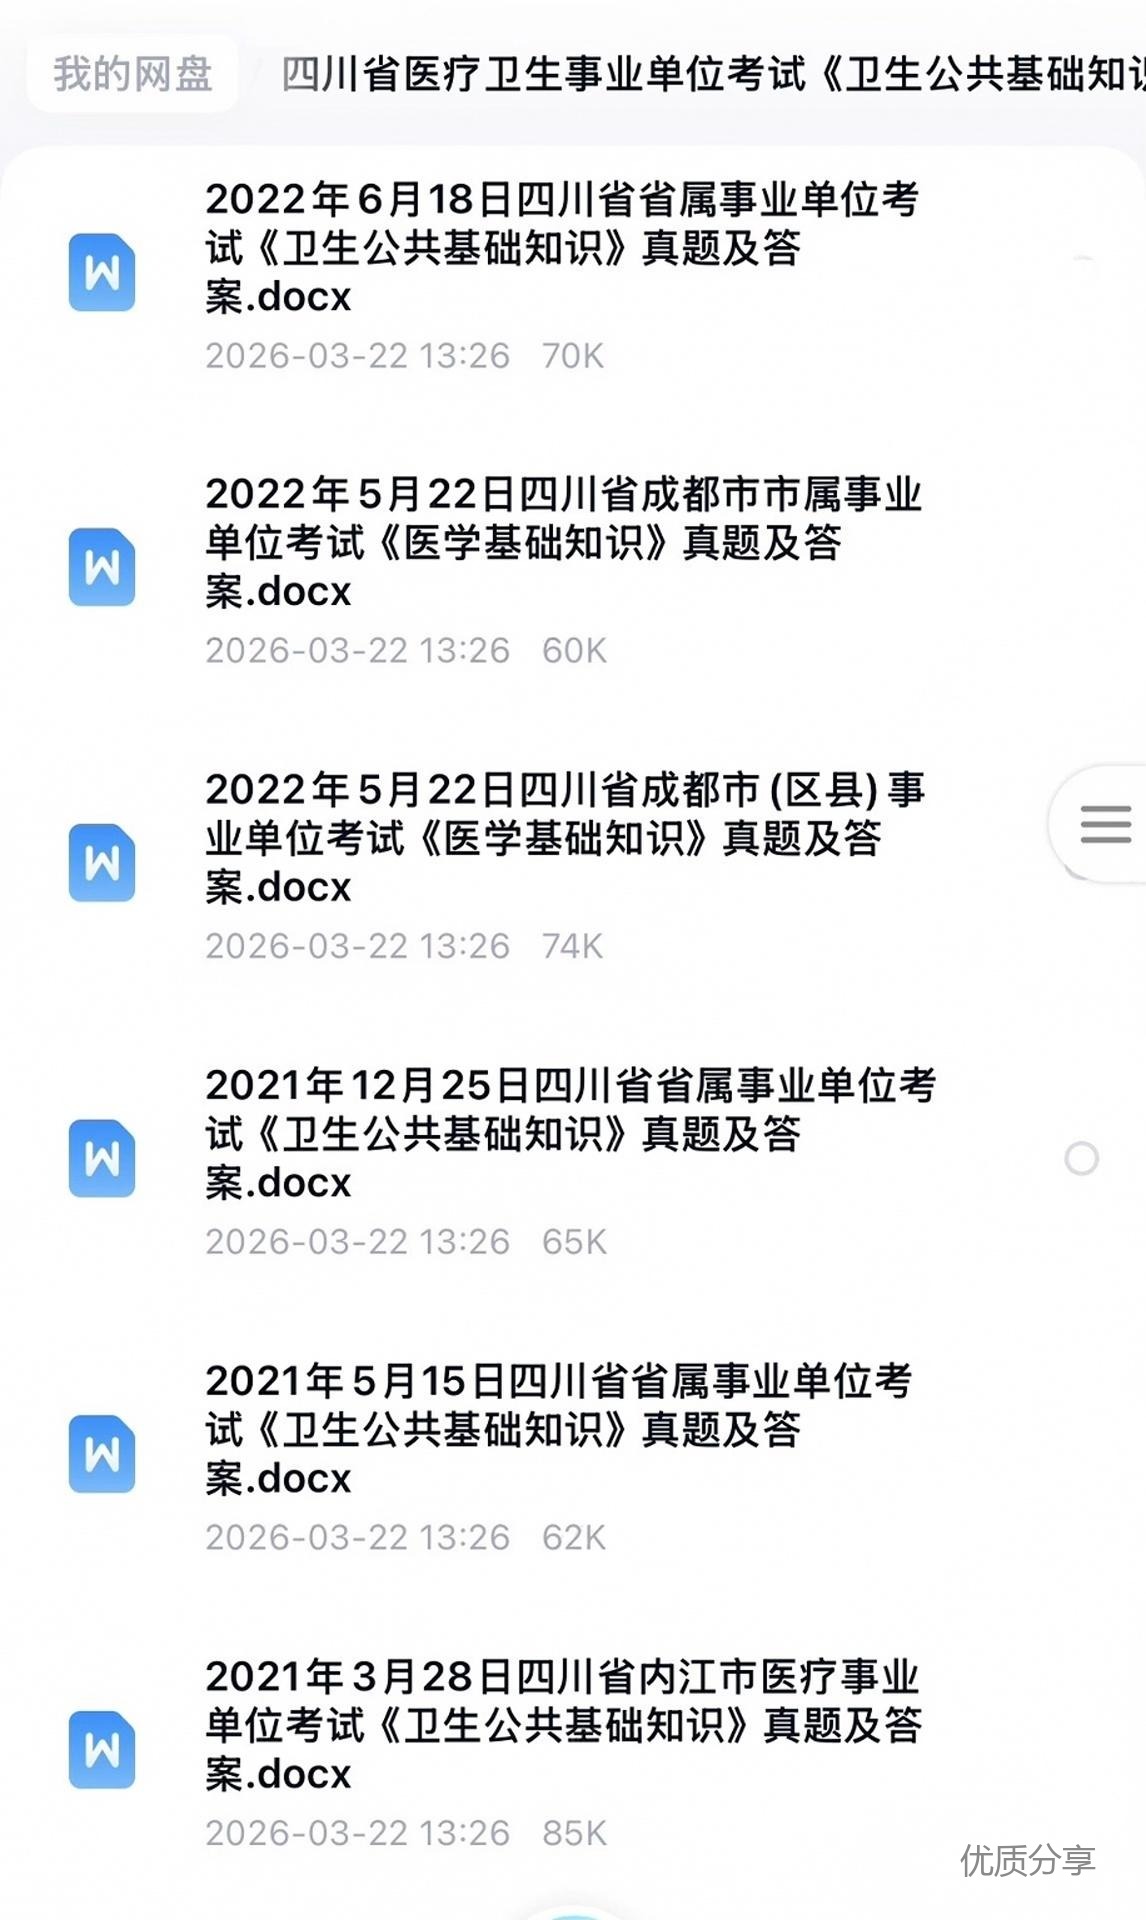 我的网盘
四川省医疗卫生事业单位考试《卫生公共基础知识
2022年6月18日四川省省属事业单位考
试《卫生公共基础知识》真题及答
案.docx
2026-03-22 13:26 70K
2022年5月22日四川省成都市市属事业
单位考试《医学基础知识》真题及答
案.docx
2026-03-22 13:26 60K
2022年5月22日四川省成都市(区县)事
业单位考试《医学基础知识》真题及答
案.docx
2026-03-22 13:26 74K
2021年12月25日四川省省属事业单位考
试《卫生公共基础知识》真题及答
案.docx
2026-03-22 13:26 65K
2021年5月15日四川省省属事业单位考
试《卫生公共基础知识》真题及答
案.docx
2026-03-22 13:26 62K
2021年3月28日四川省内江市医疗事业
单位考试《卫生公共基础知识》真题及答
案.docx
2026-03-22 13:26 85K
优质分享